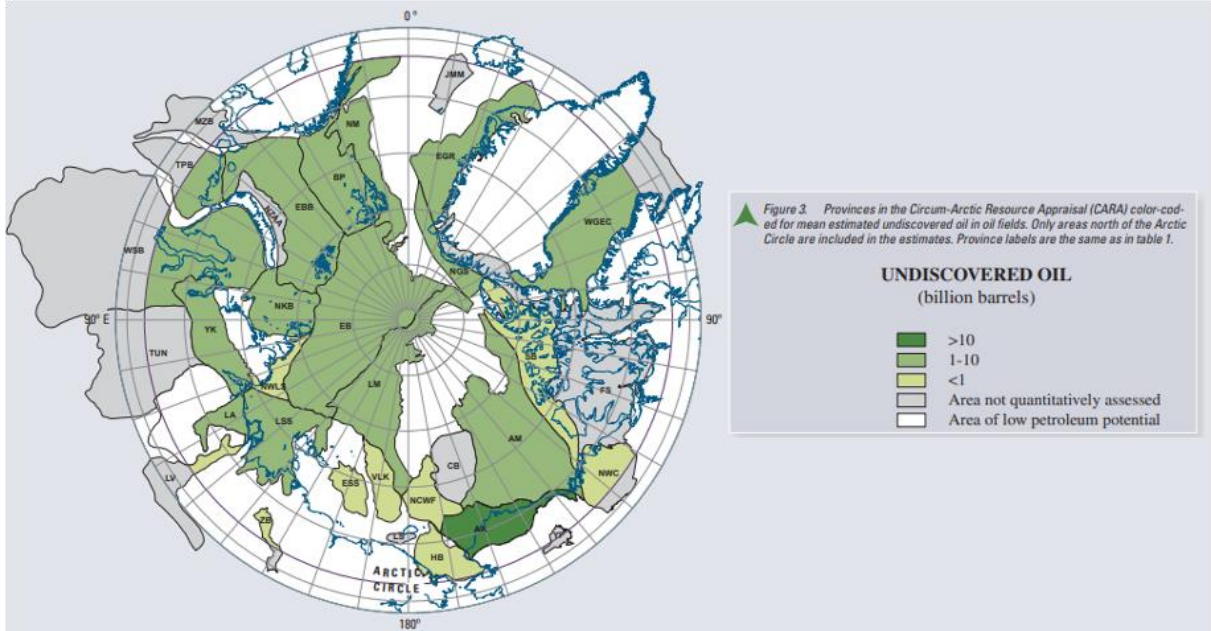 0°
JMM
MZB
NM
TPB
EGR
BP
EBB
NZAA
WGEC
WSB
NGS
NKB
90° E
YK
EB
90°
TUN
SB
NWLS
LM
FS
LA
LSS
AM
CB
NWC
LV
ESS
VLK
NCWF
ZB
AA
LS
YF
HB
ARCTIC
CIRCLE
180°
Figure 3. Provinces in the Circum-Arctic Resource Appraisal (CARA) color-cod-
ed for mean estimated undiscovered oil in oil fields. Only areas north of the Arctic
Circle are included in the estimates. Province labels are the same as in table 1.
UNDISCOVERED OIL
(billion barrels)
>10
1-10
<1
Area not quantitatively assessed
Area of low petroleum potential